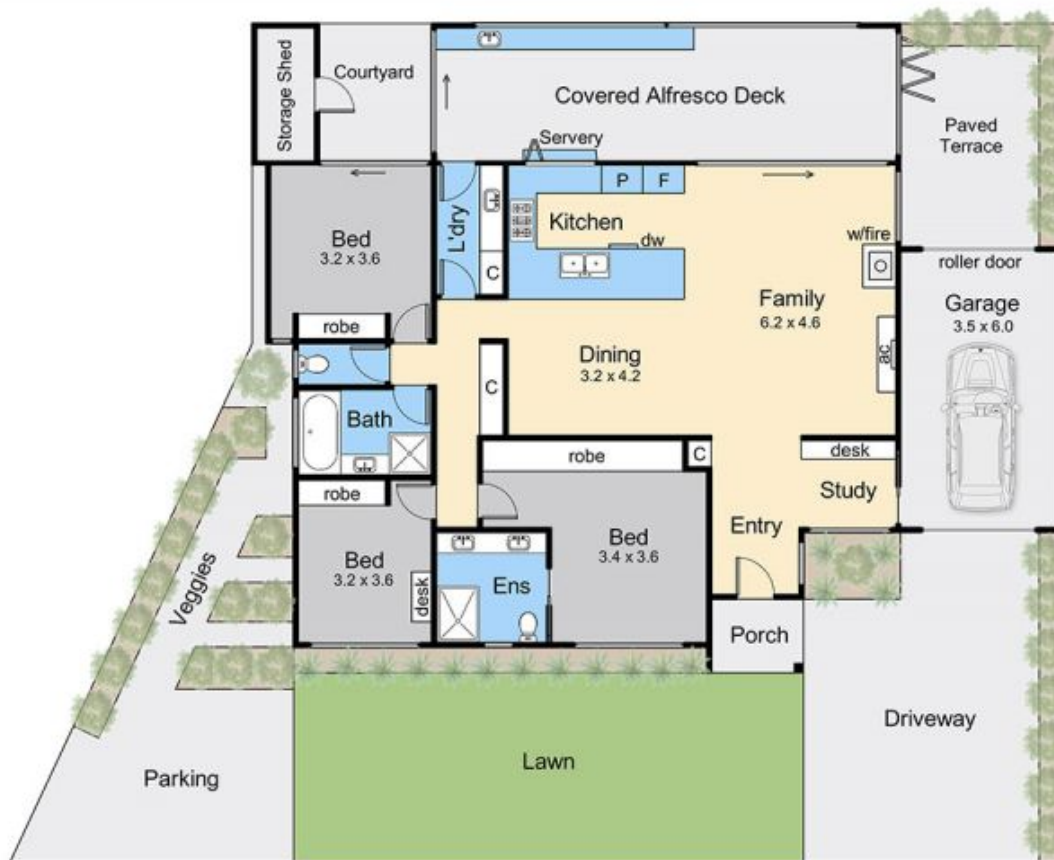 Storage Shed
Courtyard
Covered Alfresco Deck
Paved
Terrace
Servery
Bed
3.2 x 3.6
L'dry
C
P
F
Kitchen
dw
w/fire
roller door
Family
6.2 x 4.6
Garage
3.5 x 6.0
robe
Dining
3.2 x 4.2
ac
C
Bath
robe
C
desk
robe
Study
Entry
Bed
3.2 x 3.6
desk
Ens
Bed
3.4 x 3.6
Veggies
Porch
Driveway
Lawn
Parking